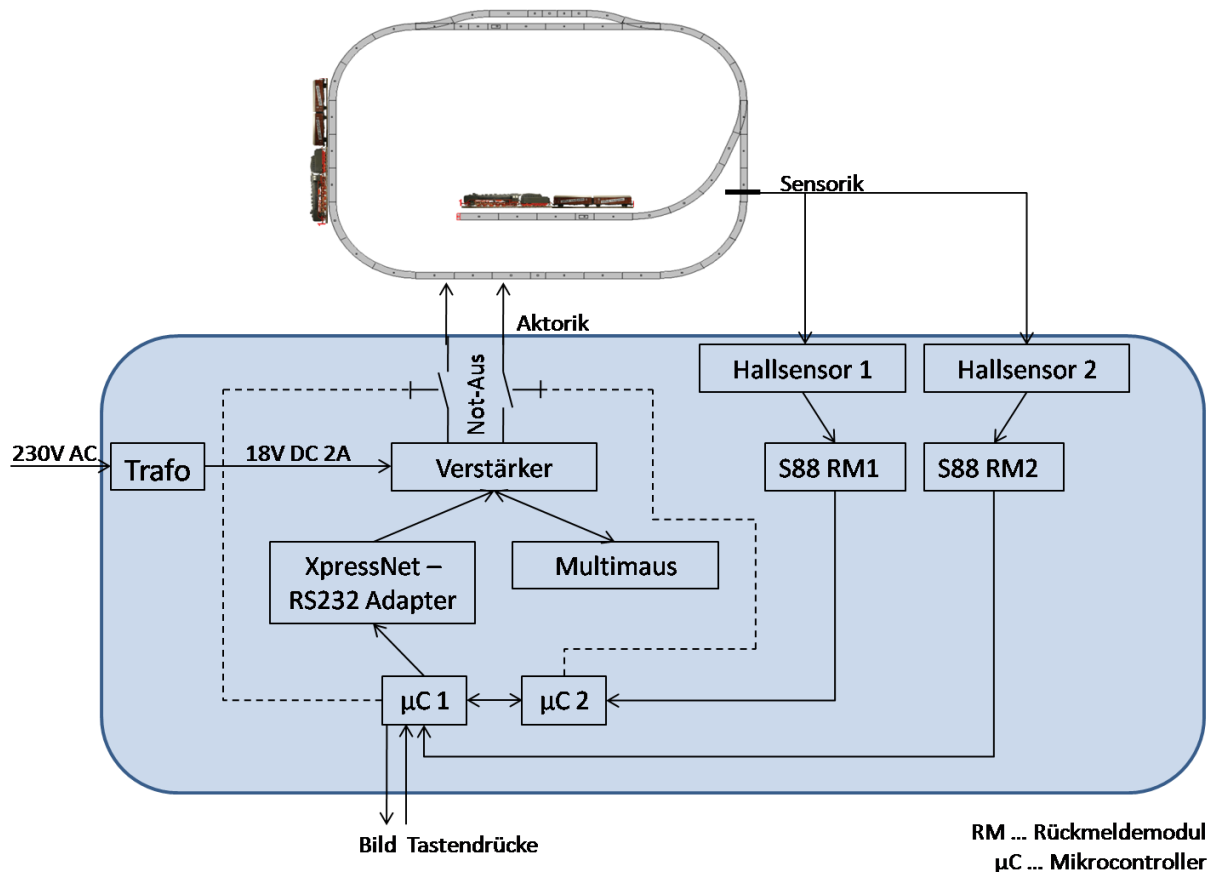 Sensorik
Aktorik
Not-Aus
Hallsensor 1
Hallsensor 2
230V AC
Trafo
18V DC 2A
Verstärker
S88 RM1
S88 RM2
XpressNet –
RS232 Adapter
Multimaus
µC 1
µC 2
Bild Tastendrücke
RM ... Rückmeldemodul
µC ... Mikrocontroller